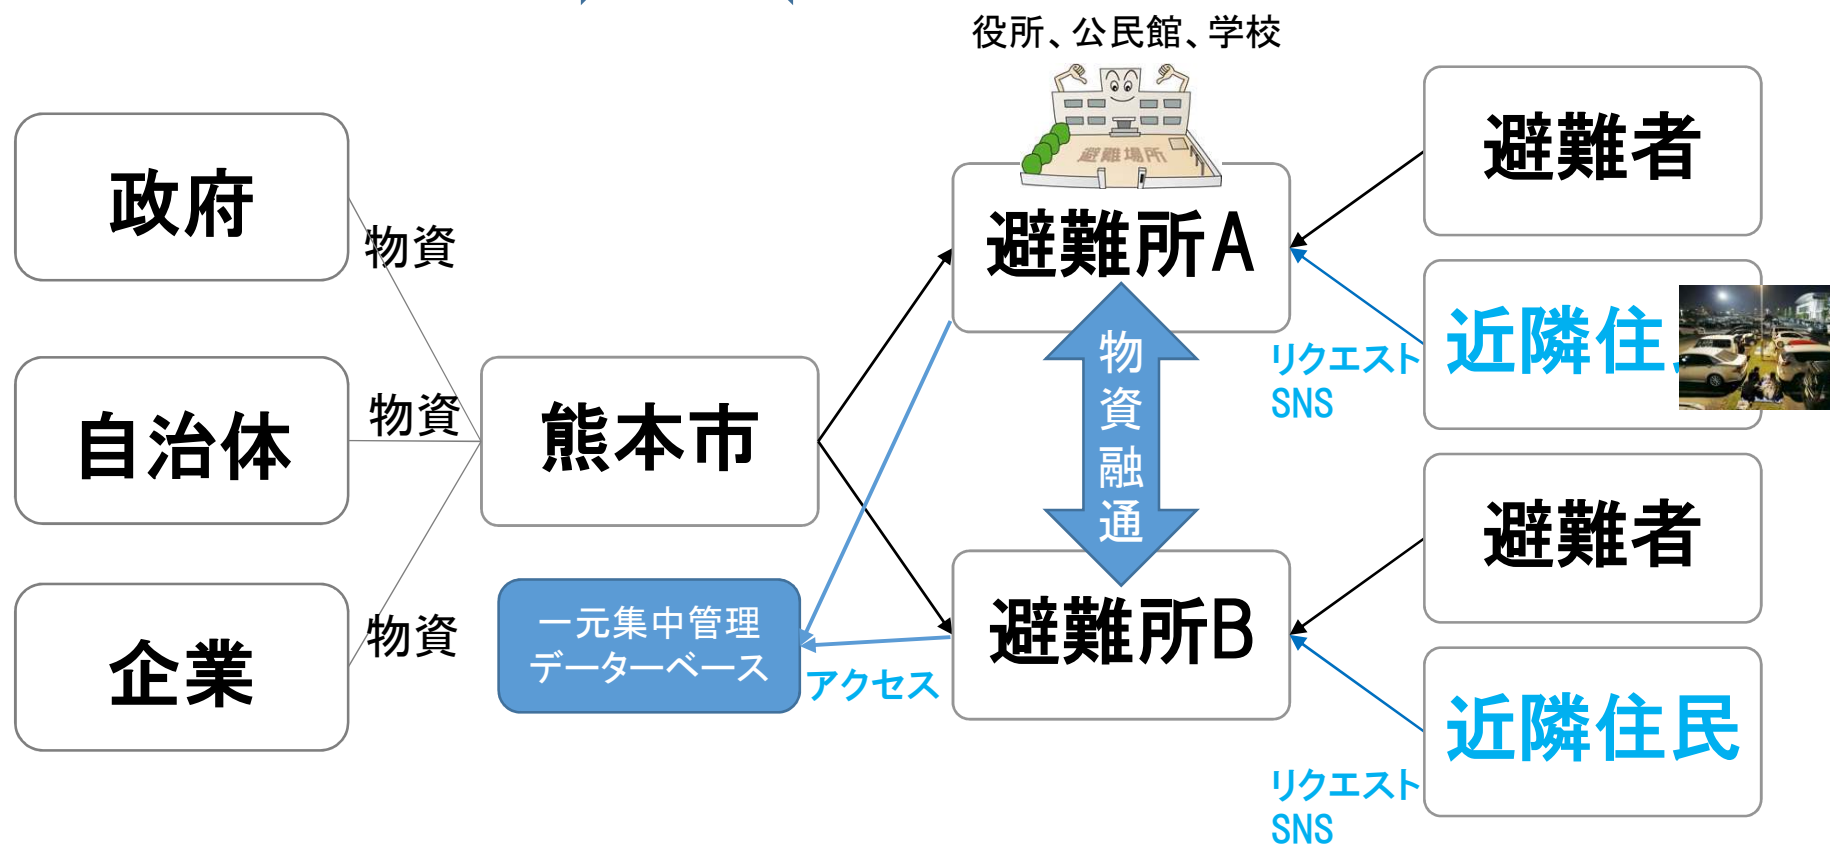 役所、公民館、学校
避難場所
政府
物資
自治体
物資
企業
物資
熊本市
一元集中管理
データーベース
アクセス
避難所A
物資融通
避難所B
避難者
近隣住
リクエスト
SNS
避難者
近隣住民
リクエスト
SNS